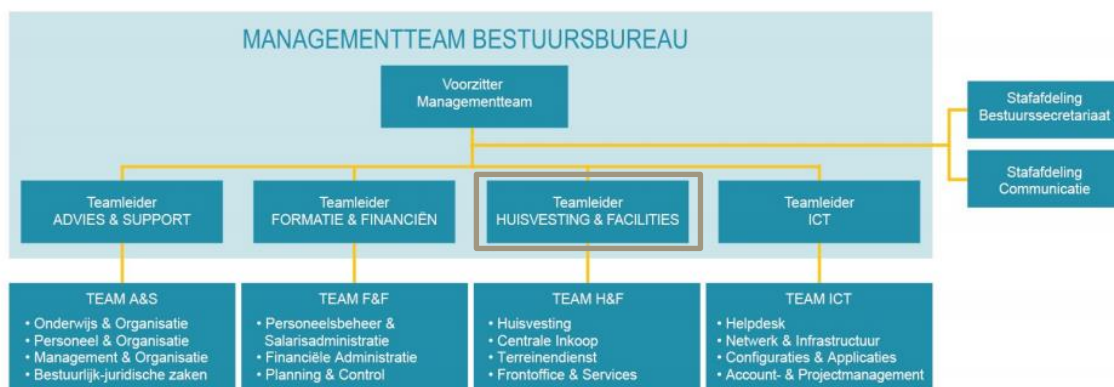 MANAGEMENTTEAM BESTUURSBUREAU
Voorzitter
Managementteam
Stafafdeling
Bestuurssecretariaat
Stafafdeling
Communicatie
Teamleider
ADVIES & SUPPORT
Teamleider
FORMATIE & FINANCIËN
Teamleider
HUISVESTING & FACILITIES
Teamleider
ICT
TEAM A&S
• Onderwijs & Organisatie
• Personeel & Organisatie
• Management & Organisatie
• Bestuurlijk-juridische zaken
TEAM F&F
• Personeelsbeheer &
Salarisadministratie
• Financiële Administratie
• Planning & Control
TEAM H&F
• Huisvesting
• Centrale Inkoop
• Terreinendienst
• Frontoffice & Services
TEAM ICT
• Helpdesk
• Netwerk & Infrastructuur
• Configuraties & Applicaties
• Account- & Projectmanagement